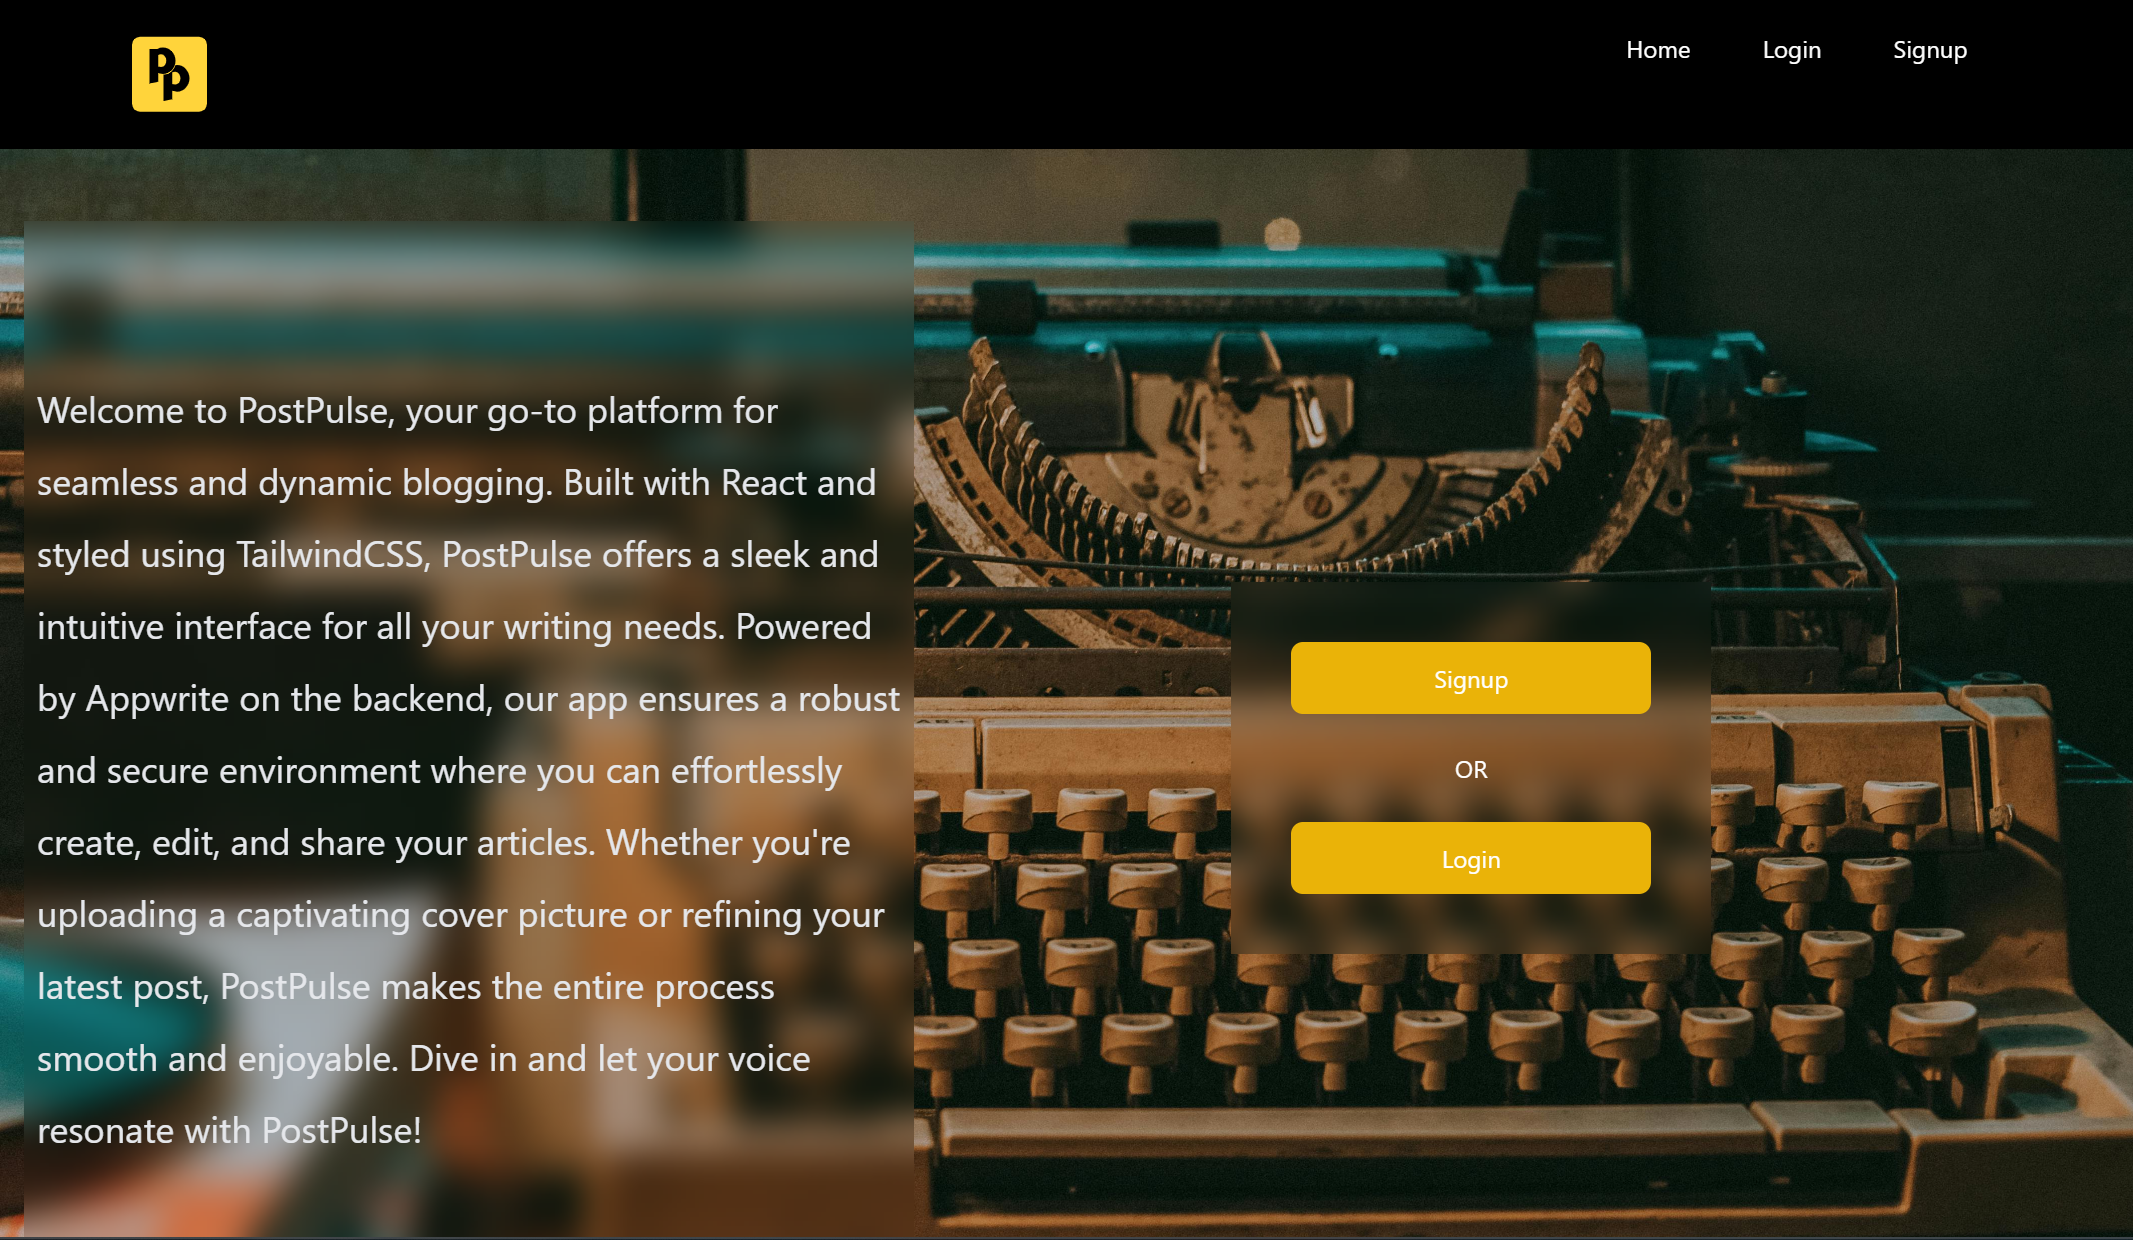 PP
Home Login Signup
Welcome to PostPulse, your go-to platform for
seamless and dynamic blogging. Built with React and
styled using TailwindCSS, PostPulse offers a sleek and
intuitive interface for all your writing needs. Powered
by Appwrite on the backend, our app ensures a robust
and secure environment where you can effortlessly
create, edit, and share your articles. Whether you're
uploading a captivating cover picture or refining your
latest post, PostPulse makes the entire process
smooth and enjoyable. Dive in and let your voice
resonate with PostPulse!
Signup
OR
Login